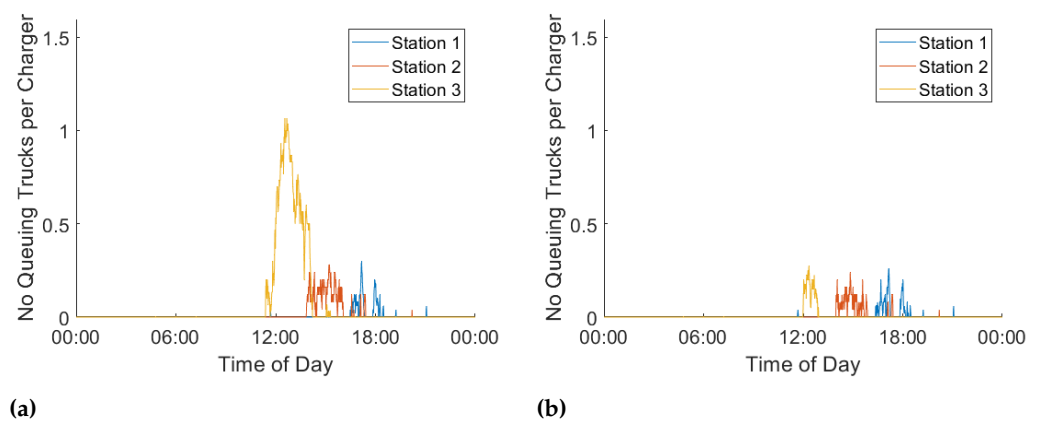 No Queuing Trucks per Charger
1.5
1
0.5
0
00:00 06:00 12:00 18:00 00:00
Time of Day
Station 1
Station 2
Station 3
(a)
No Queuing Trucks per Charger
1.5
1
0.5
0
00:00 06:00 12:00 18:00 00:00
Time of Day
Station 1
Station 2
Station 3
(b)